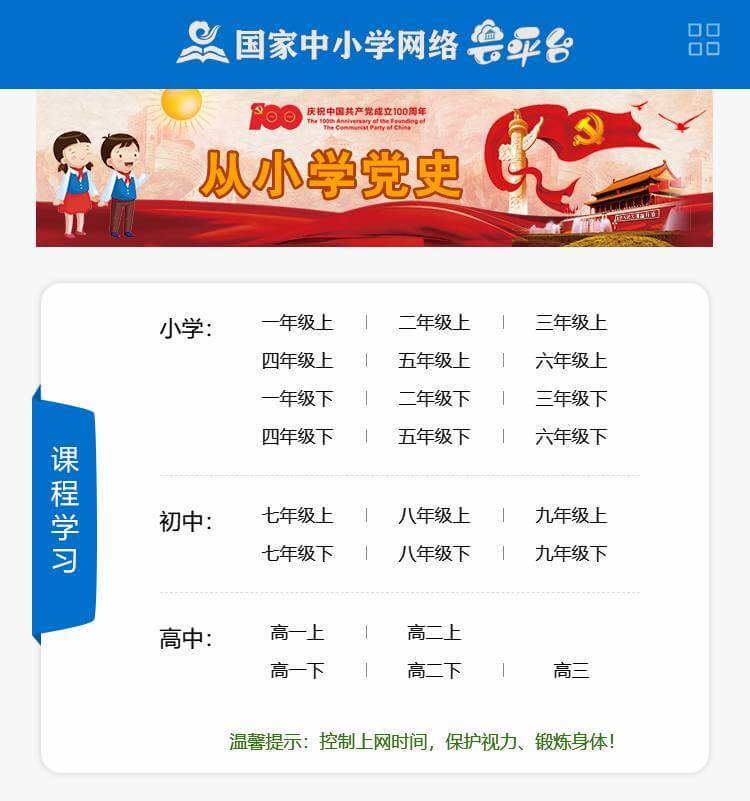 国家中小学网络云平台
100 庆祝中国共产党成立100周年
The 100th Anniversary of the Founding of
The Communist Party of China
从小学党史
课程学习
小学：
一年级上 | 二年级上 | 三年级上
四年级上 | 五年级上 | 六年级上
一年级下 | 二年级下 | 三年级下
四年级下 | 五年级下 | 六年级下
初中：
七年级上 | 八年级上 | 九年级上
七年级下 | 八年级下 | 九年级下
高中：
高一上 | 高二上
高一下 | 高二下 | 高三
温馨提示：控制上网时间，保护视力、锻炼身体！